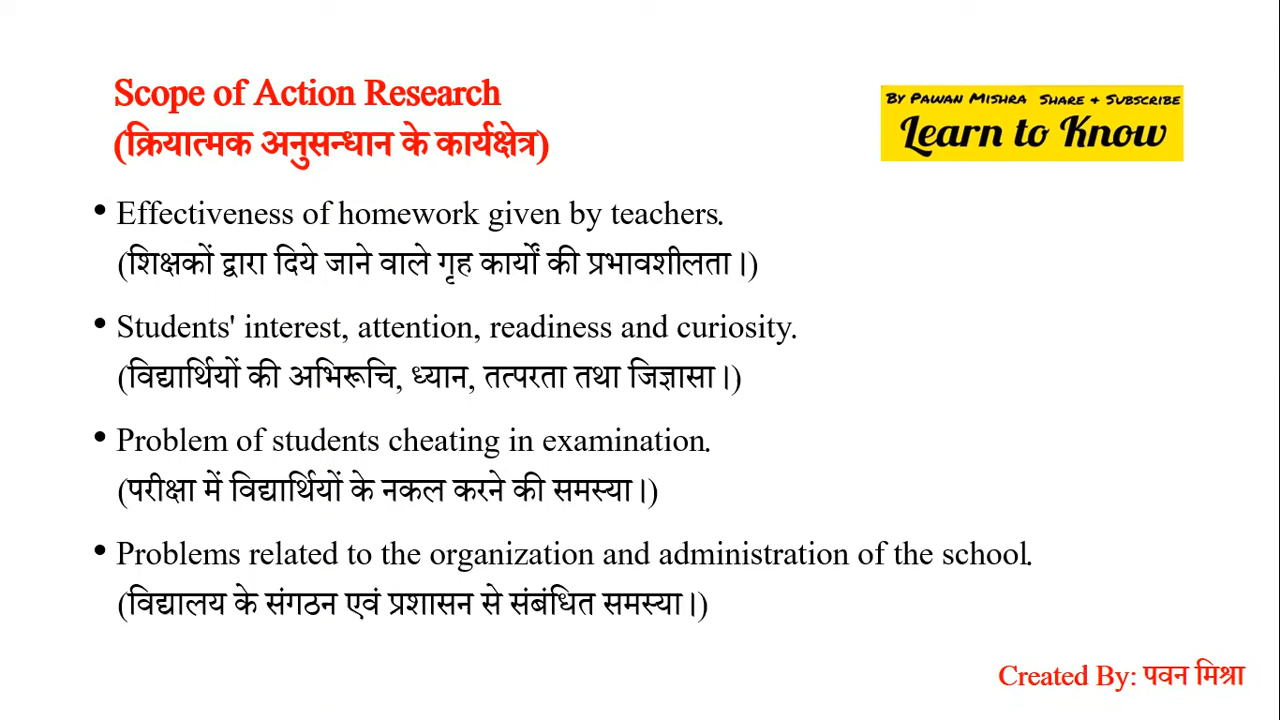 Scope of Action Research
(क्रियात्मक अनुसन्धान के कार्यक्षेत्र)
By Pawan Mishra Share & Subscribe
Learn to Know
• Effectiveness of homework given by teachers.
(शिक्षकों द्वारा दिये जाने वाले गृह कार्यों की प्रभावशीलता।)
• Students' interest, attention, readiness and curiosity.
(विद्यार्थियों की अभिरूचि, ध्यान, तत्परता तथा जिज्ञासा।)
• Problem of students cheating in examination.
(परीक्षा में विद्यार्थियों के नकल करने की समस्या।)
• Problems related to the organization and administration of the school.
(विद्यालय के संगठन एवं प्रशासन से संबंधित समस्या।)
Created By: पवन मिश्रा